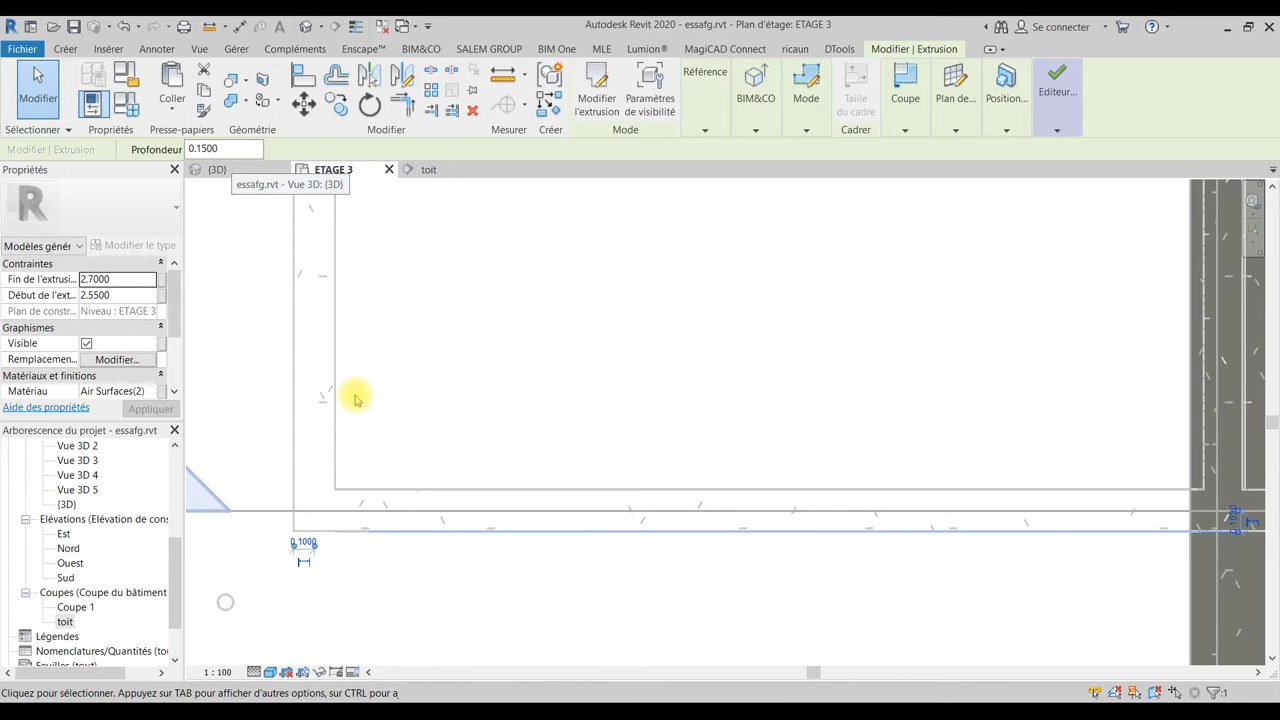 Autodesk Revit 2020 - essafg.rvt - Plan d'étage: ETAGE 3
Se connecter
Fichier Créer Insérer Annoter Vue Gérer Collaborer Compléments Enscape™ BIM&CO SALEM GROUP BIM One MLE Lumion® MagiCAD Connect ricaun DTools Modifier | Extrusion
Modifier
Coller
Modifier l'extrusion
Paramètres de visibilité
Référence
BIM&CO
Mode
Taille du cadre
Coupe
Plan de...
Position...
Editeur...
Sélectionner Propriétés Presse-papiers Géométrie Modifier Mesurer Créer Mode Cadrer
Modifier | Extrusion Profondeur 0.1500
Propriétés {3D} ETAGE 3 toit
essafg.rvt - Vue 3D: {3D}
Modèles génér Modifier le type
Contraintes
Fin de l'extrusi... 2.7000
Début de l'ext... 2.5500
Plan de constr... Niveau : ETAGE 3
Graphismes
Visible
Remplacemen... Modifier...
Matériaux et finitions
Matériau Air Surfaces(2)
Aide des propriétés Appliquer
Arborescence du projet - essafg.rvt
Vue 3D 2
Vue 3D 3
Vue 3D 4
Vue 3D 5
{3D}
Elévations (Elévation de cons
Est
Nord
Ouest
Sud
Coupes (Coupe du bâtiment
Coupe 1
toit
Légendes
Nomenclatures/Quantités (tou
Feuilles (tout)
0.1000
1 : 100
Cliquez pour sélectionner. Appuyez sur TAB pour afficher d'autres options, sur CTRL pour a
:1